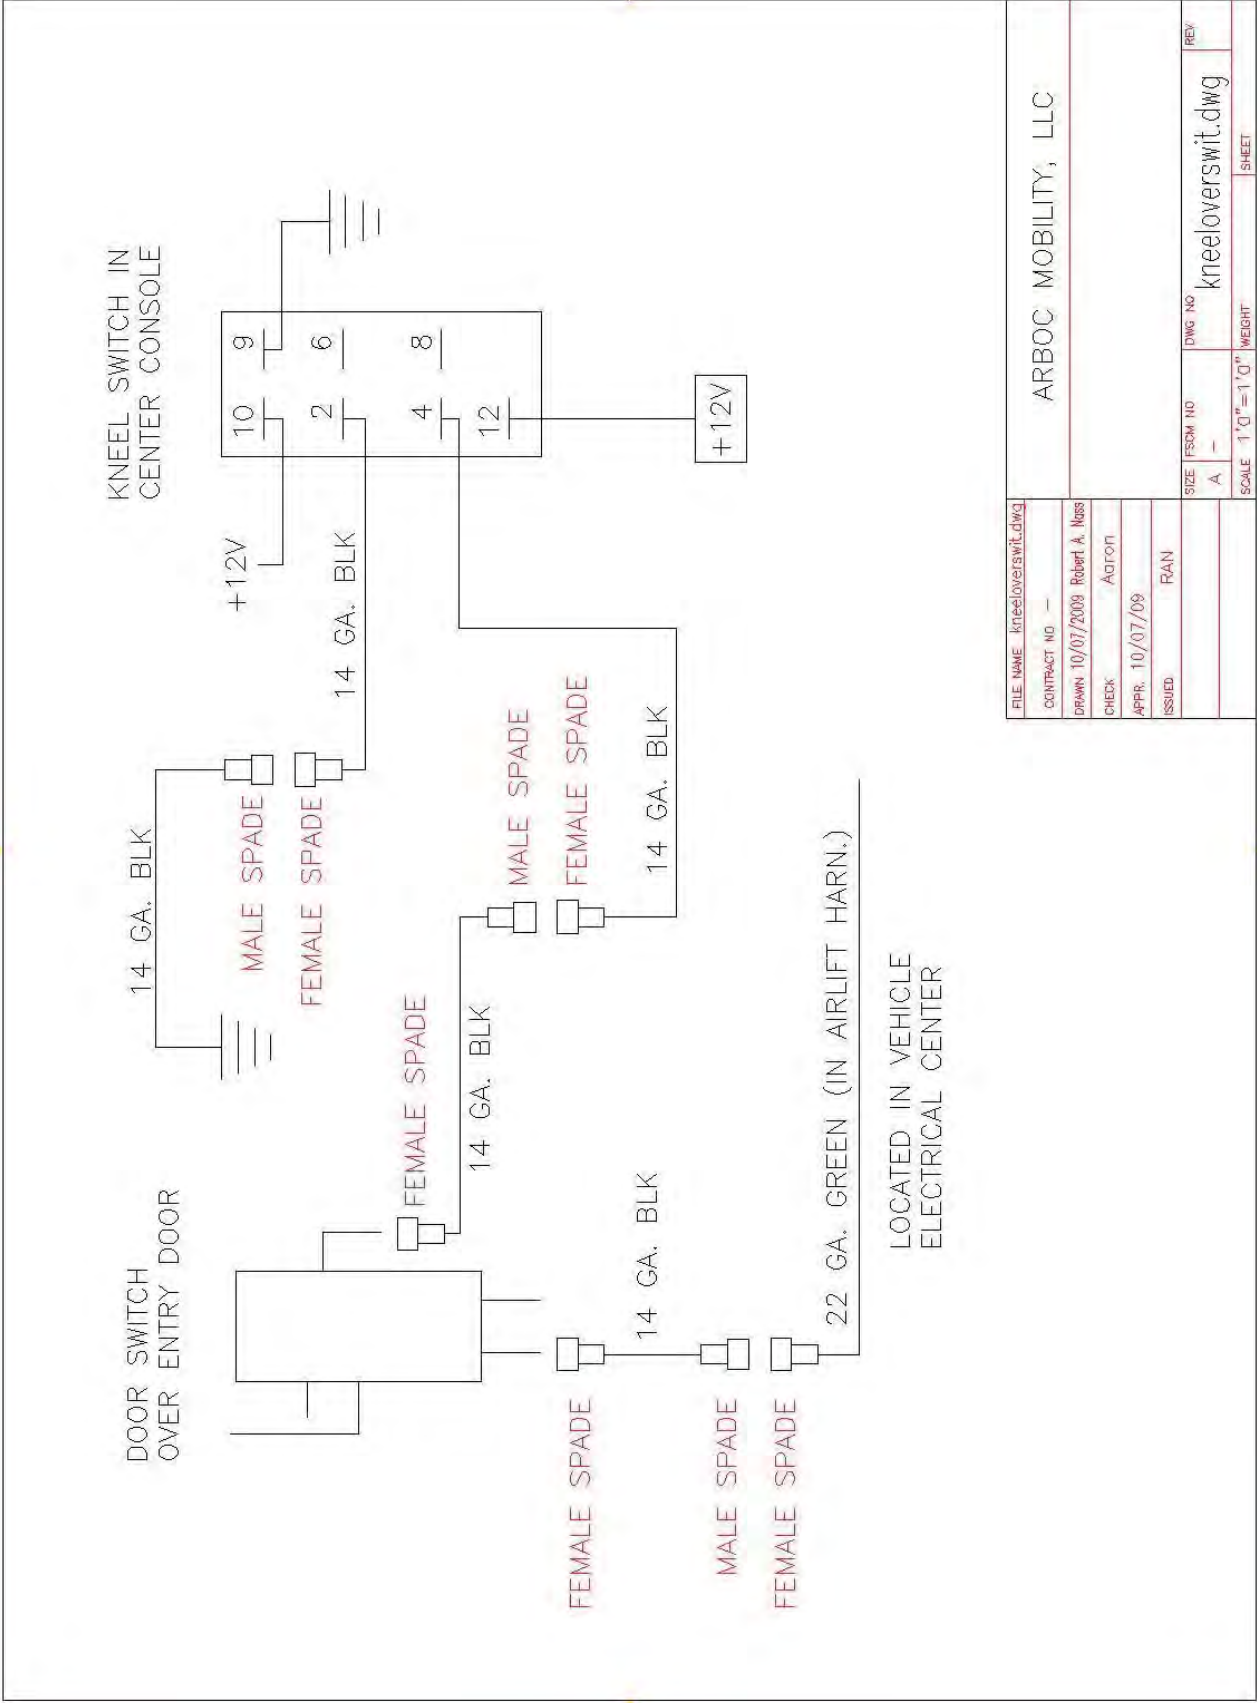 DOOR SWITCH
OVER ENTRY DOOR
14 GA. BLK
MALE SPADE
FEMALE SPADE
KNEEL SWITCH IN
CENTER CONSOLE
+12V
14 GA. BLK
10
9
2
6
4
8
12
+12V
FEMALE SPADE
14 GA. BLK
MALE SPADE
FEMALE SPADE
14 GA. BLK
FEMALE SPADE
14 GA. BLK
MALE SPADE
FEMALE SPADE
22 GA. GREEN (IN AIRLIFT HARN.)
LOCATED IN VEHICLE
ELECTRICAL CENTER
FILE NAME kneeloverswit.dwg
CONTRACT NO –
DRAWN 10/07/2009 Robert A. Nass
CHECK Aaron
APPR. 10/07/09
ISSUED RAN
ARBOC MOBILITY, LLC
SIZE A
FSCM NO –
DWG NO kneeloverswit.dwg
REV
SCALE 1'0"=1'0"
WEIGHT
SHEET